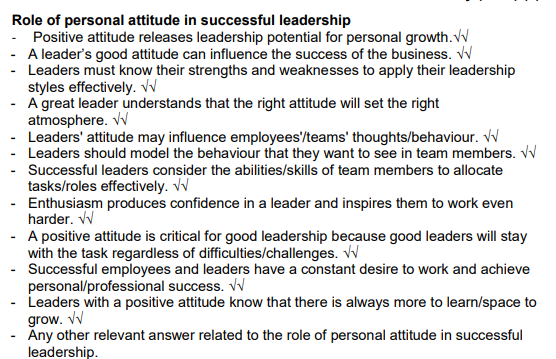 Role of personal attitude in successful leadership
- Positive attitude releases leadership potential for personal growth.√√
- A leader's good attitude can influence the success of the business. √√
- Leaders must know their strengths and weaknesses to apply their leadership
styles effectively. √√
- A great leader understands that the right attitude will set the right
atmosphere. √√
- Leaders' attitude may influence employees'/teams' thoughts/behaviour. √√
- Leaders should model the behaviour that they want to see in team members. √√
- Successful leaders consider the abilities/skills of team members to allocate
tasks/roles effectively. √√
- Enthusiasm produces confidence in a leader and inspires them to work even
harder. √√
- A positive attitude is critical for good leadership because good leaders will stay
with the task regardless of difficulties/challenges. √√
- Successful employees and leaders have a constant desire to work and achieve
personal/professional success. √√
- Leaders with a positive attitude know that there is always more to learn/space to
grow. √√
- Any other relevant answer related to the role of personal attitude in successful
leadership.